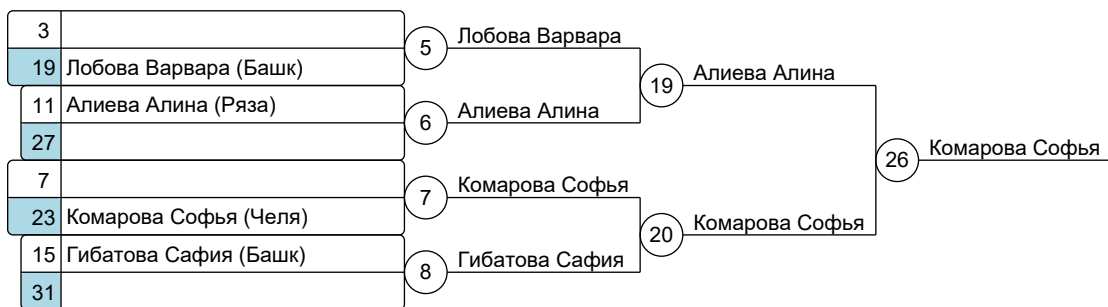 3
5 Лобова Варвара
19 Лобова Варвара (Башк)
19 Алиева Алина
11 Алиева Алина (Ряза)
6 Алиева Алина
27
26 Комарова Софья
7
7 Комарова Софья
23 Комарова Софья (Челя)
20 Комарова Софья
15 Гибатова Сафия (Башк)
8 Гибатова Сафия
31